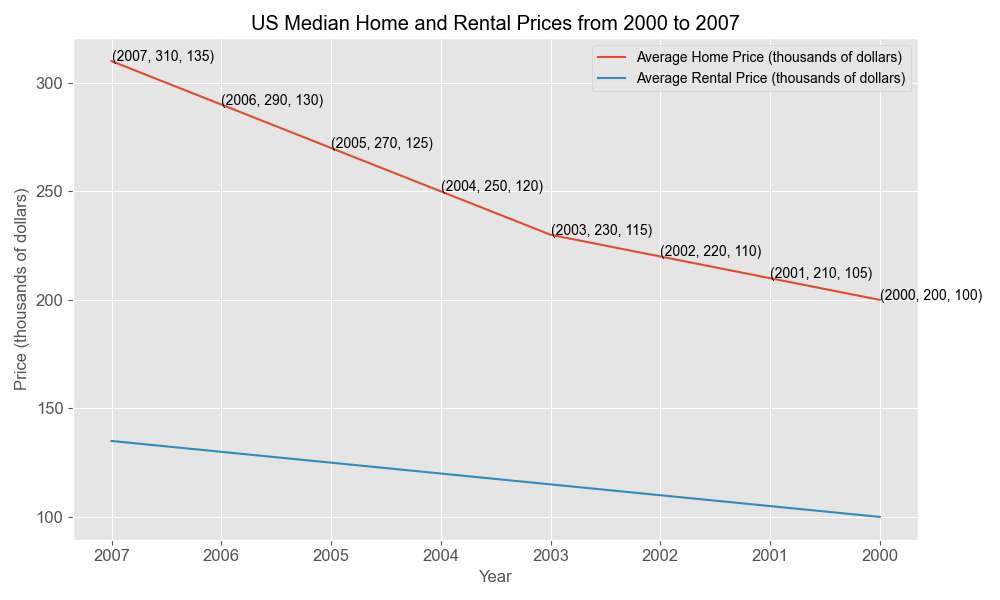 US Median Home and Rental Prices from 2000 to 2007
Average Home Price (thousands of dollars)
Average Rental Price (thousands of dollars)
(2007, 310, 135)
(2006, 290, 130)
(2005, 270, 125)
(2004, 250, 120)
(2003, 230, 115)
(2002, 220, 110)
(2001, 210, 105)
(2000, 200, 100)
Price (thousands of dollars)
300
250
200
150
100
2007 2006 2005 2004 2003 2002 2001 2000
Year